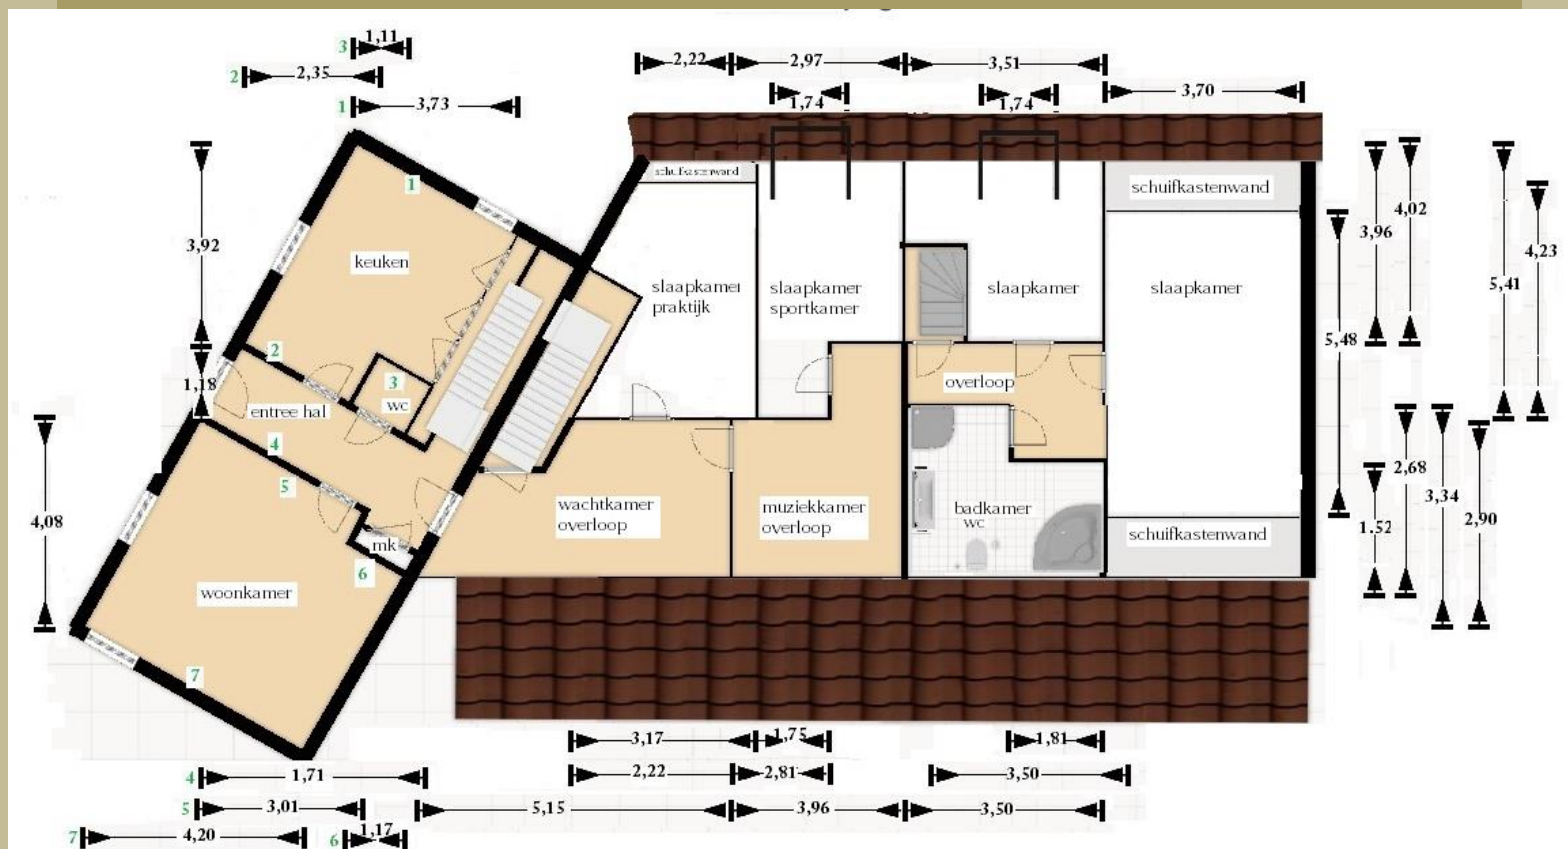 3 1,11
2 2,35
1 3,73
2,22
2,97
3,51
1,74
1,74
3,70
3,92
1,18
4,08
1
keuken
2
3
wc
entree hal
4
5
mk
6
woonkamer
7
schuifkastenwand
slaapkamer
praktijk
slaapkamer
sportkamer
slaapkamer
schuifkastenwand
slaapkamer
overloop
wachtkamer
overloop
muziekkamer
overloop
badkamer
wc
schuifkastenwand
5,48
3,96
4,02
5,41
4,23
1.52
2,68
3,34
2,90
3,17
1,75
1,81
4 1,71
2,22
2,81
3,50
5 3,01
5,15
3,96
3,50
7 4,20
6 1,17